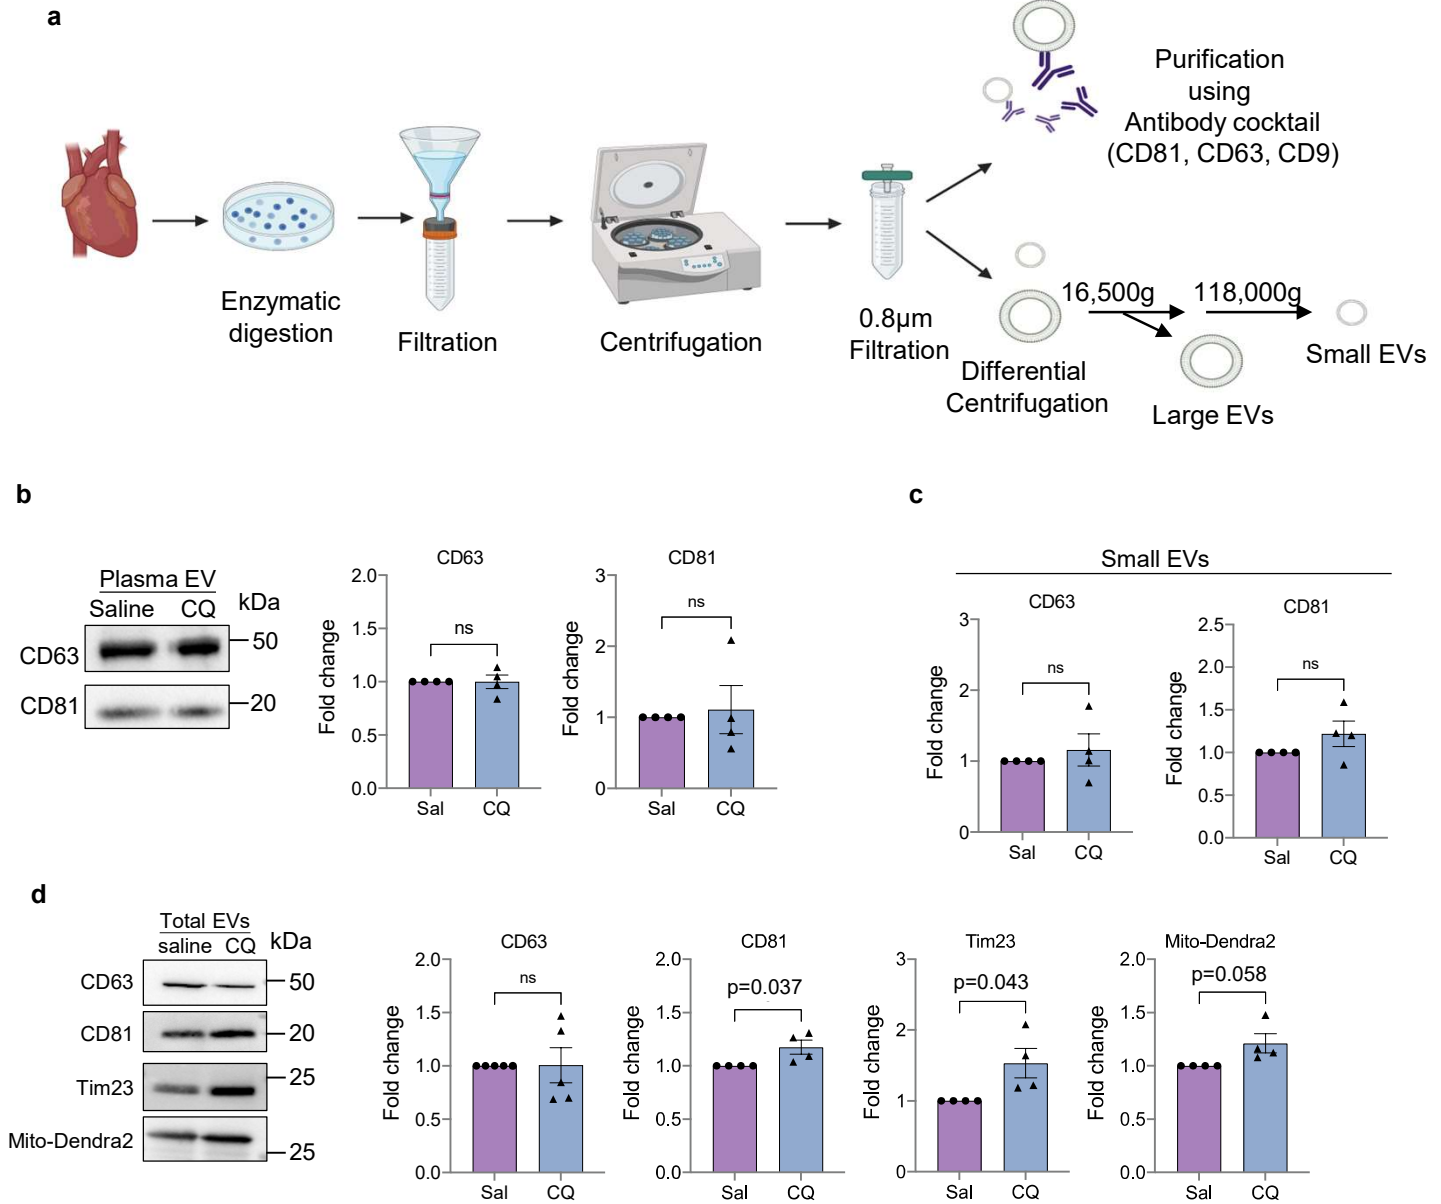 a
Purification
using
Antibody cocktail
(CD81, CD63, CD9)
Enzymatic
digestion
Filtration
Centrifugation
0.8µm
Filtration
Differential
Centrifugation
16,500g
118,000g
Large EVs
Small EVs
b
Plasma EV
Saline CQ kDa
CD63 50
CD81 20
CD63
Fold change
2.0
1.5
1.0
0.5
0.0
ns
Sal CQ
CD81
Fold change
3
2
1
0
ns
Sal CQ
c
Small EVs
CD63
Fold change
3
2
1
0
ns
Sal CQ
CD81
Fold change
2.5
2.0
1.5
1.0
0.5
0.0
ns
Sal CQ
d
Total EVs
saline CQ kDa
CD63 50
CD81 20
Tim23 25
Mito-Dendra2 25
CD63
Fold change
2.0
1.5
1.0
0.5
0.0
ns
Sal CQ
CD81
Fold change
2.0
1.5
1.0
0.5
0.0
p=0.037
Sal CQ
Tim23
Fold change
3
2
1
0
p=0.043
Sal CQ
Mito-Dendra2
Fold change
2.0
1.5
1.0
0.5
0.0
p=0.058
Sal CQ